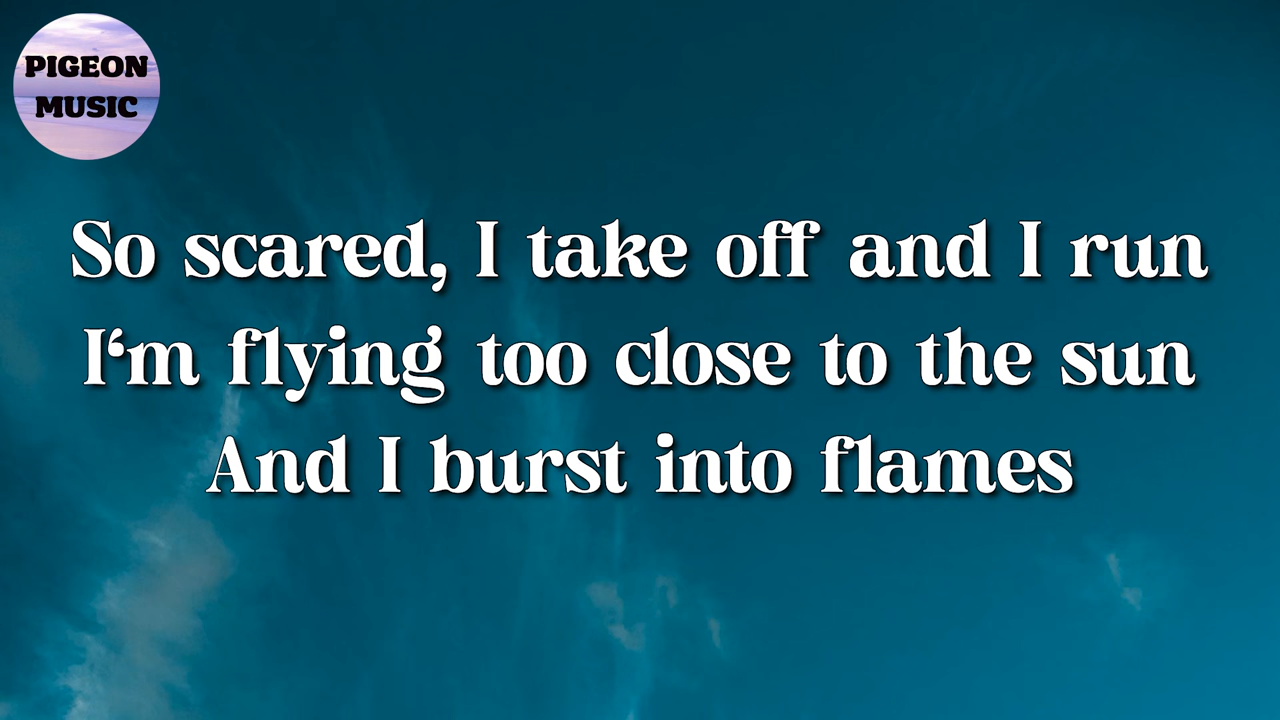 PIGEON
MUSIC
So scared, I take off and I run
I‘m flying too close to the sun
And I burst into flames